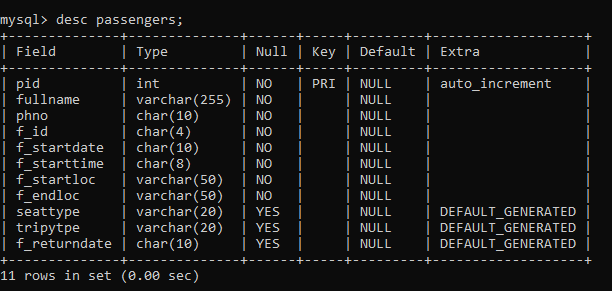 mysql> desc passengers;
+--------------+--------------+------+-----+---------+-------------------+
| Field        | Type         | Null | Key | Default | Extra             |
+--------------+--------------+------+-----+---------+-------------------+
| pid          | int          | NO   | PRI | NULL    | auto_increment    |
| fullname     | varchar(255) | NO   |     | NULL    |                   |
| phno         | char(10)     | NO   |     | NULL    |                   |
| f_id         | char(4)      | NO   |     | NULL    |                   |
| f_startdate  | char(10)     | NO   |     | NULL    |                   |
| f_starttime  | char(8)      | NO   |     | NULL    |                   |
| f_startloc   | varchar(50)  | NO   |     | NULL    |                   |
| f_endloc     | varchar(50)  | NO   |     | NULL    |                   |
| seattype     | varchar(20)  | YES  |     | NULL    | DEFAULT_GENERATED |
| tripytpe     | varchar(20)  | YES  |     | NULL    | DEFAULT_GENERATED |
| f_returndate | char(10)     | YES  |     | NULL    | DEFAULT_GENERATED |
+--------------+--------------+------+-----+---------+-------------------+
11 rows in set (0.00 sec)